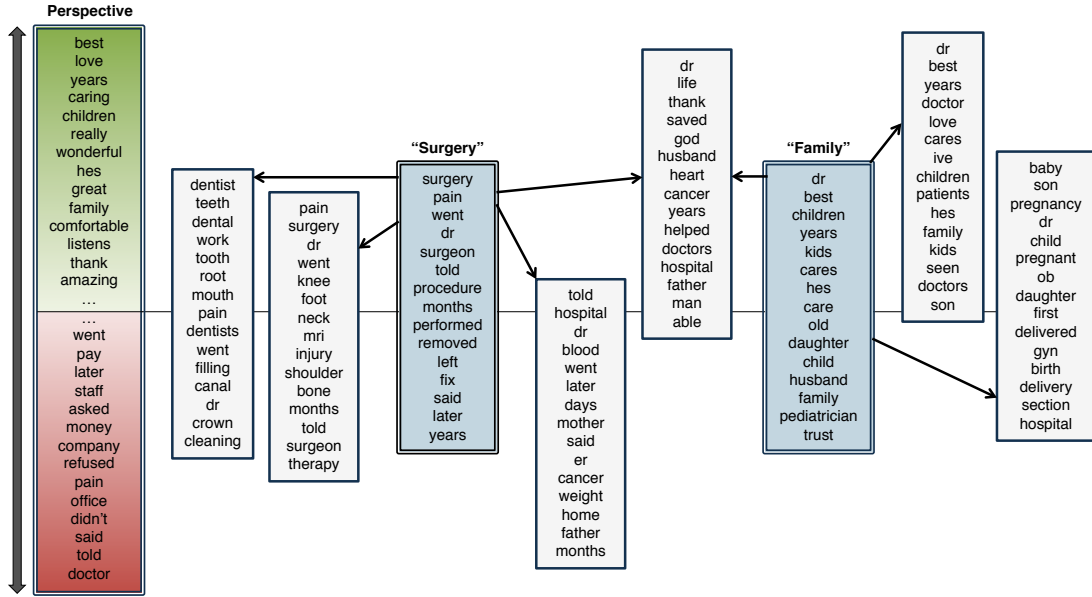 Perspective
best
love
years
caring
children
really
wonderful
hes
great
family
comfortable
listens
thank
amazing
…
…
went
pay
later
staff
asked
money
company
refused
pain
office
didn’t
said
told
doctor
dentist
teeth
dental
work
tooth
root
mouth
pain
dentists
went
filling
canal
dr
crown
cleaning
pain
surgery
dr
went
knee
foot
neck
mri
injury
shoulder
bone
months
told
surgeon
therapy
“Surgery”
surgery
pain
went
dr
surgeon
told
procedure
months
performed
removed
left
fix
said
later
years
told
hospital
dr
blood
went
later
days
mother
said
er
cancer
weight
home
father
months
dr
life
thank
saved
god
husband
heart
cancer
years
helped
doctors
hospital
father
man
able
“Family”
dr
best
children
years
kids
cares
hes
care
old
daughter
child
husband
family
pediatrician
trust
dr
best
years
doctor
love
cares
ive
children
patients
hes
family
kids
seen
doctors
son
baby
son
pregnancy
dr
child
pregnant
ob
daughter
first
delivered
gyn
birth
delivery
section
hospital